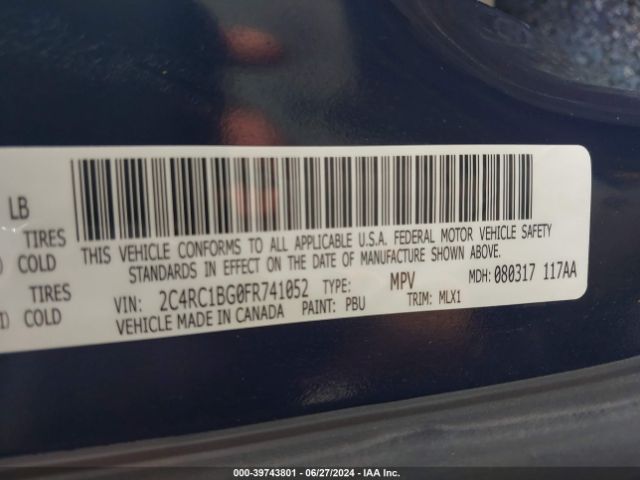 LB
TIRES
COLD
TIRES
COLD
THIS VEHICLE CONFORMS TO ALL APPLICABLE U.S.A. FEDERAL MOTOR VEHICLE SAFETY
STANDARDS IN EFFECT ON THE DATE OF MANUFACTURE SHOWN ABOVE.
VIN: 2C4RC1BG0FR741052 TYPE: MPV MDH: 080317 117AA
VEHICLE MADE IN CANADA PAINT: PBU TRIM: MLX1
000-39743801 - 06/27/2024 - IAA Inc.